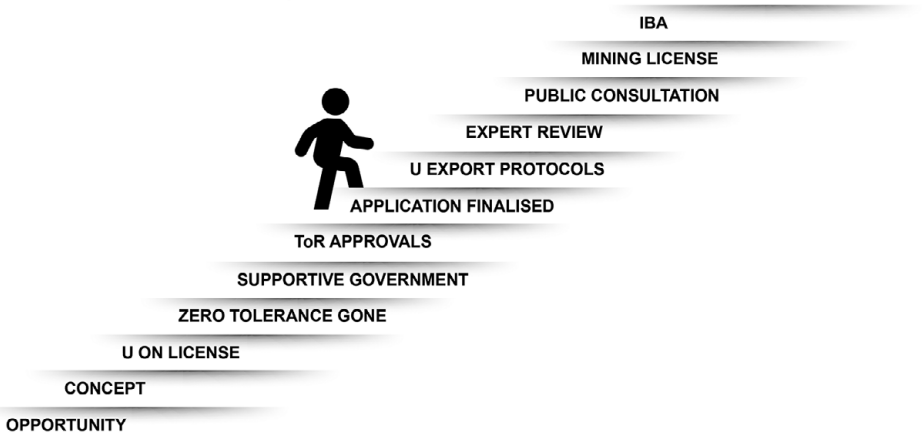 IBA
MINING LICENSE
PUBLIC CONSULTATION
EXPERT REVIEW
U EXPORT PROTOCOLS
APPLICATION FINALISED
ToR APPROVALS
SUPPORTIVE GOVERNMENT
ZERO TOLERANCE GONE
U ON LICENSE
CONCEPT
OPPORTUNITY